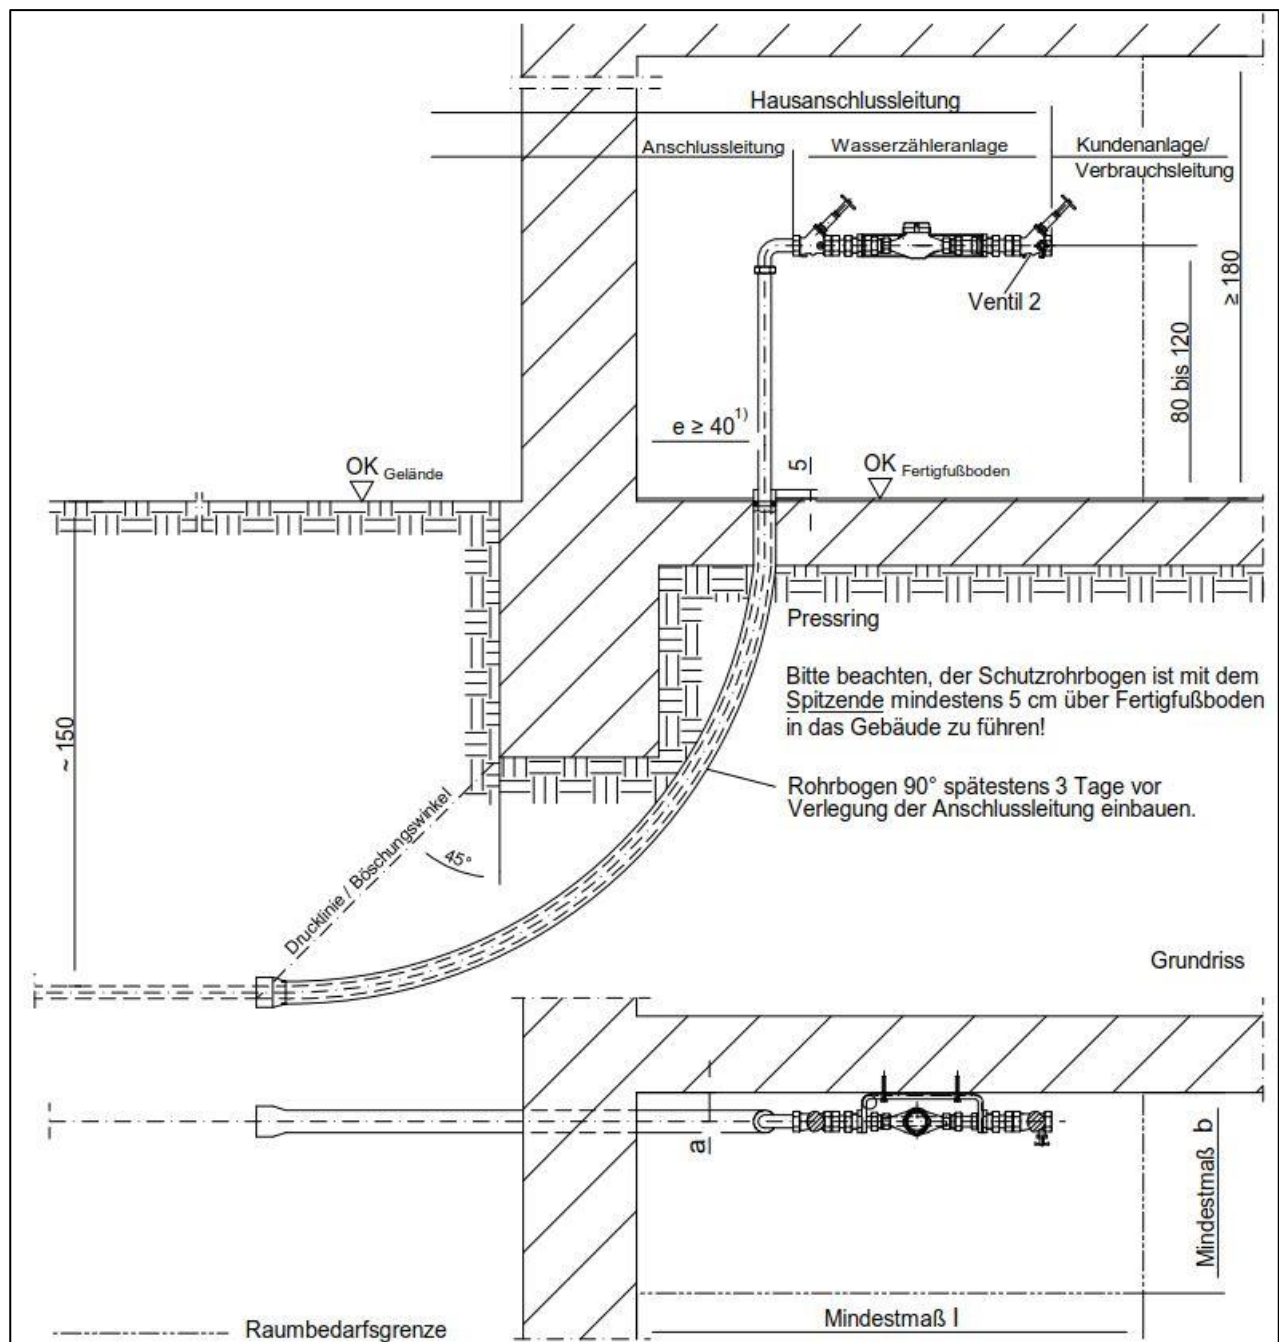 Hausanschlussleitung
Anschlussleitung
Wasserzähleranlage
Kundenanlage/
Verbrauchsleitung
≥ 180
Ventil 2
80 bis 120
e ≥ 40¹⁾
5
OK Gelände
OK Fertigfußboden
Pressring
Bitte beachten, der Schutzrohrbogen ist mit dem
Spitzende mindestens 5 cm über Fertigfußboden
in das Gebäude zu führen!
~ 150
Rohrbogen 90° spätestens 3 Tage vor
Verlegung der Anschlussleitung einbauen.
Drucklinie / Böschungswinkel
45°
Grundriss
a
Mindestmaß b
Mindestmaß l
Raumbedarfsgrenze